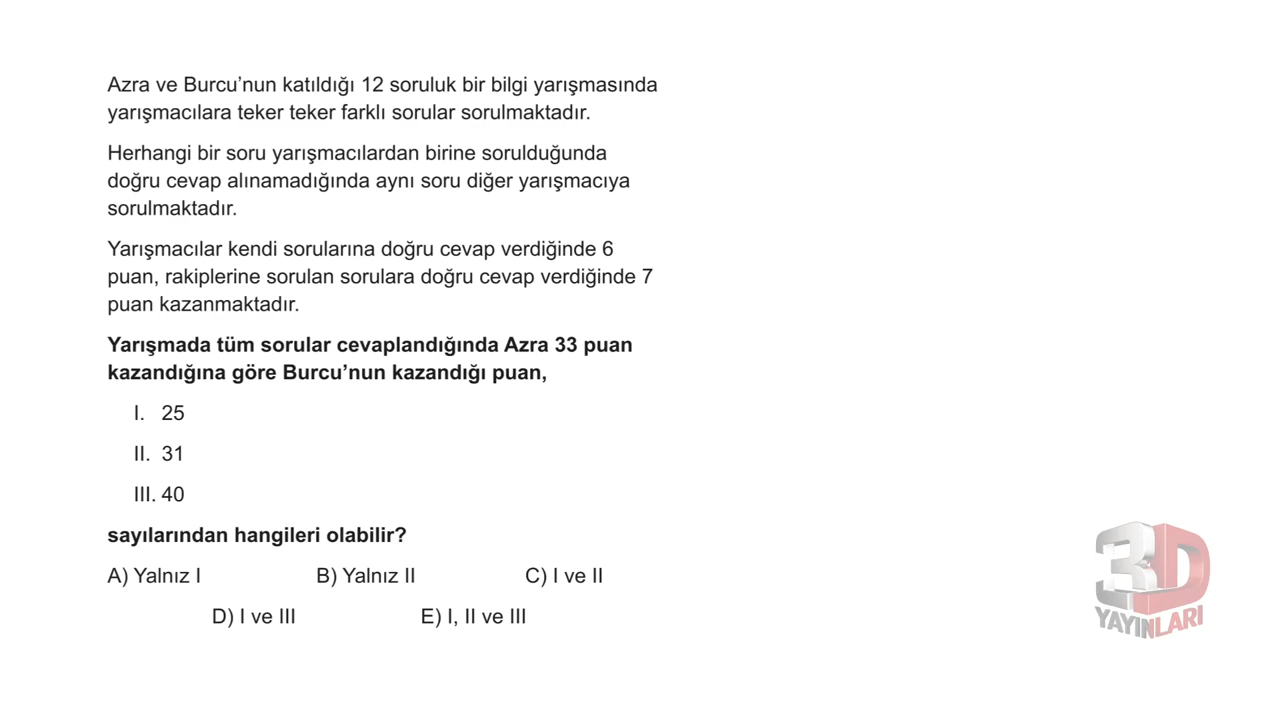 Azra ve Burcu’nun katıldığı 12 soruluk bir bilgi yarışmasında
yarışmacılara teker teker farklı sorular sorulmaktadır.
Herhangi bir soru yarışmacılardan birine sorulduğunda
doğru cevap alınamadığında aynı soru diğer yarışmacıya
sorulmaktadır.
Yarışmacılar kendi sorularına doğru cevap verdiğinde 6
puan, rakiplerine sorulan sorulara doğru cevap verdiğinde 7
puan kazanmaktadır.
Yarışmada tüm sorular cevaplandığında Azra 33 puan
kazandığına göre Burcu’nun kazandığı puan,
I. 25
II. 31
III. 40
sayılarından hangileri olabilir?
A) Yalnız I B) Yalnız II C) I ve II
D) I ve III E) I, II ve III
3D
YAYINLARI